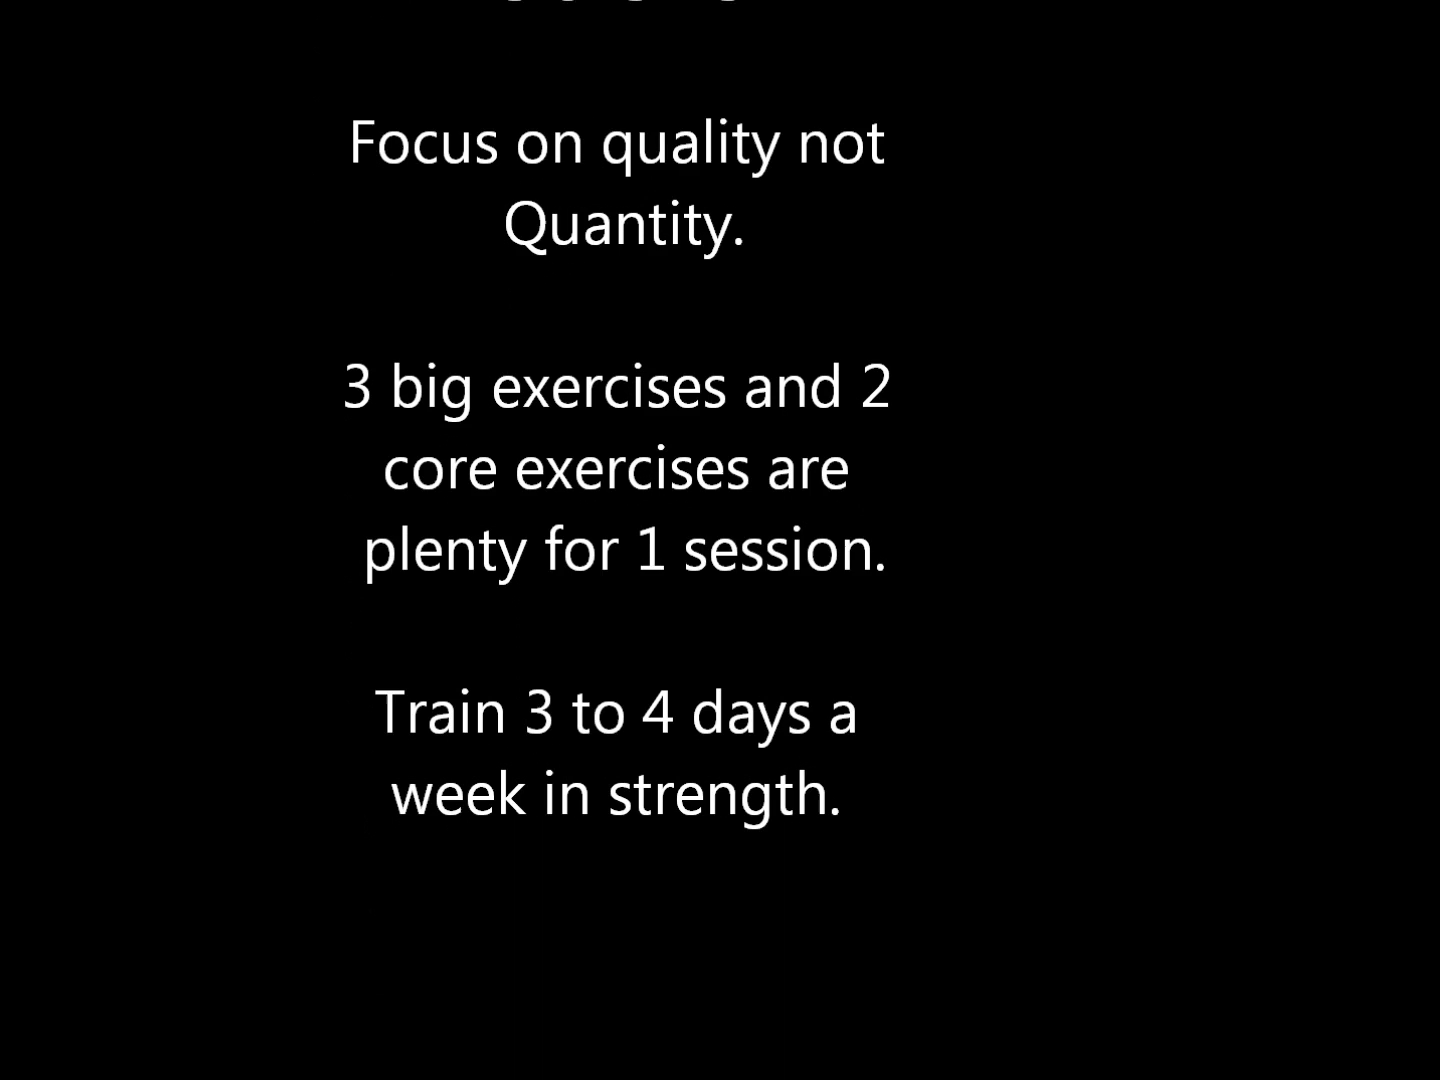 Focus on quality not
Quantity.
3 big exercises and 2
core exercises are
plenty for 1 session.
Train 3 to 4 days a
week in strength.